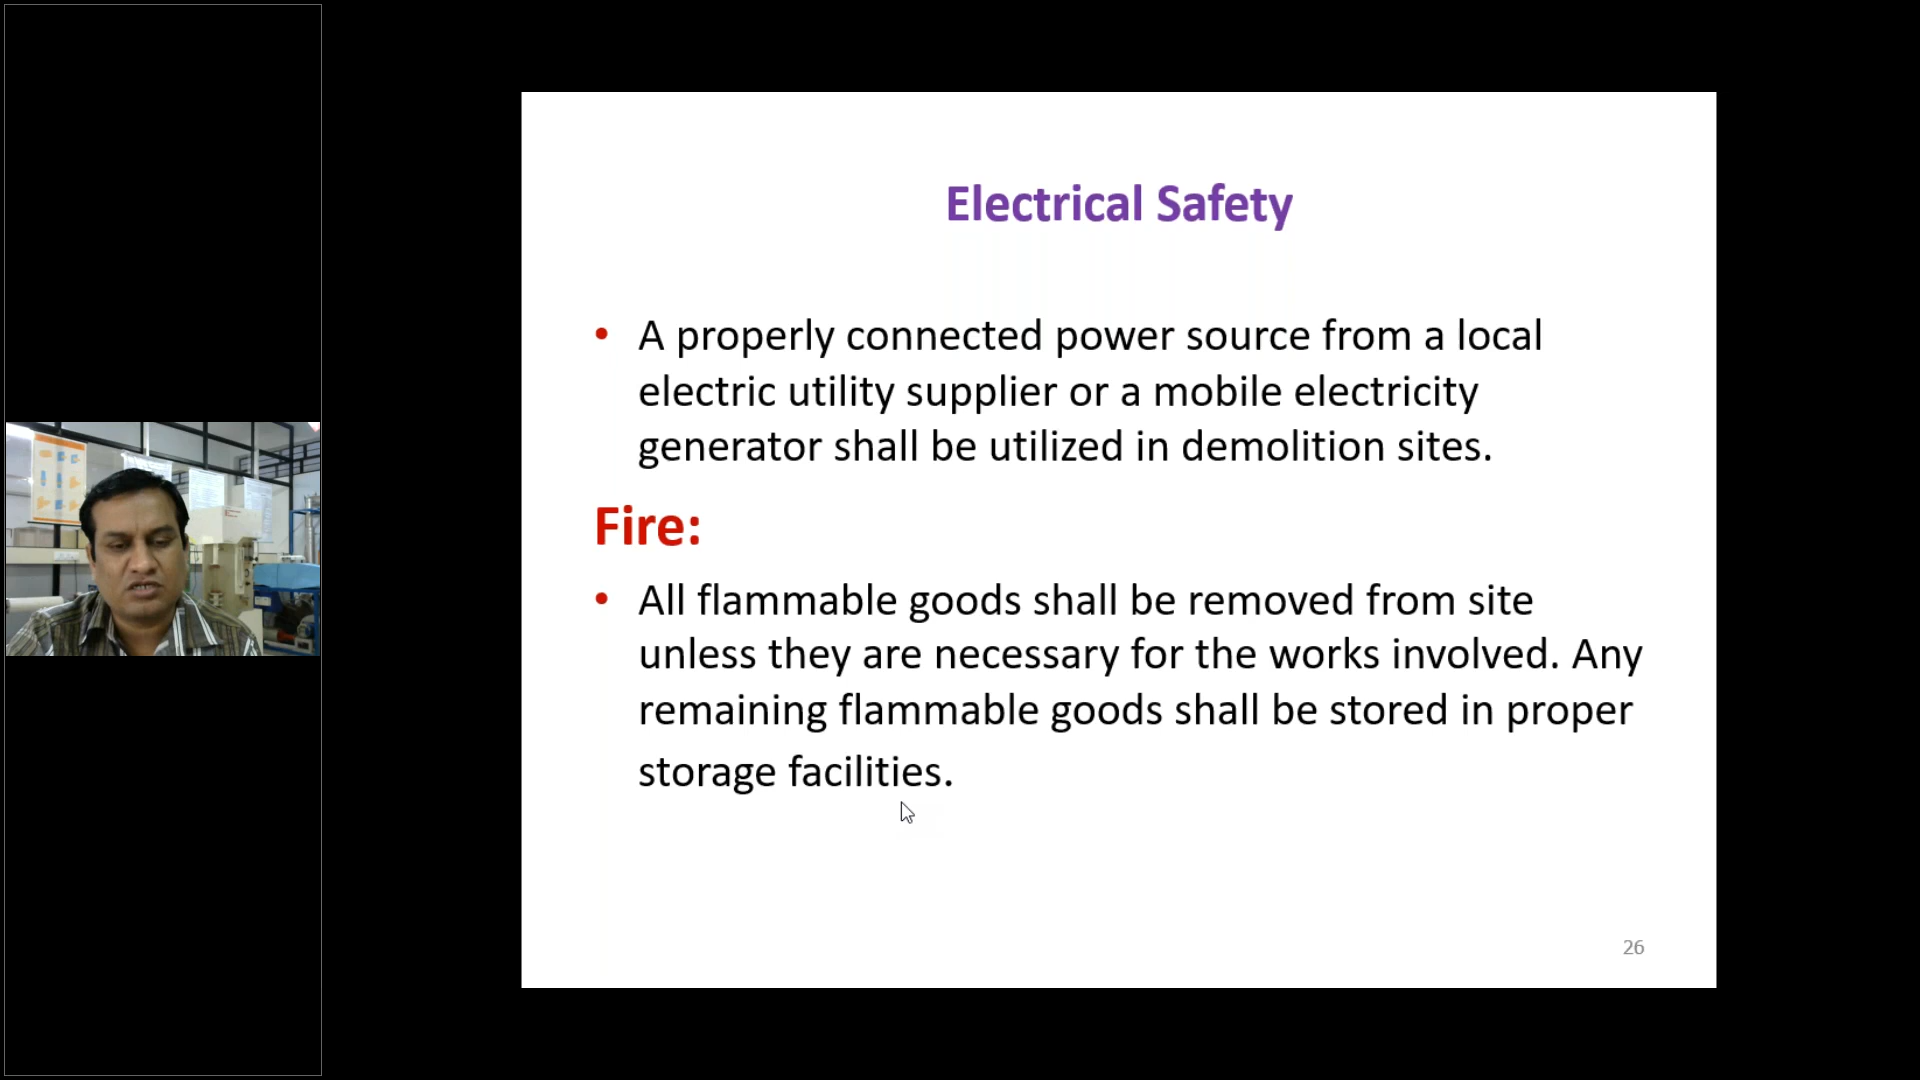 Electrical Safety
• A properly connected power source from a local
electric utility supplier or a mobile electricity
generator shall be utilized in demolition sites.
Fire:
• All flammable goods shall be removed from site
unless they are necessary for the works involved. Any
remaining flammable goods shall be stored in proper
storage facilities.
26